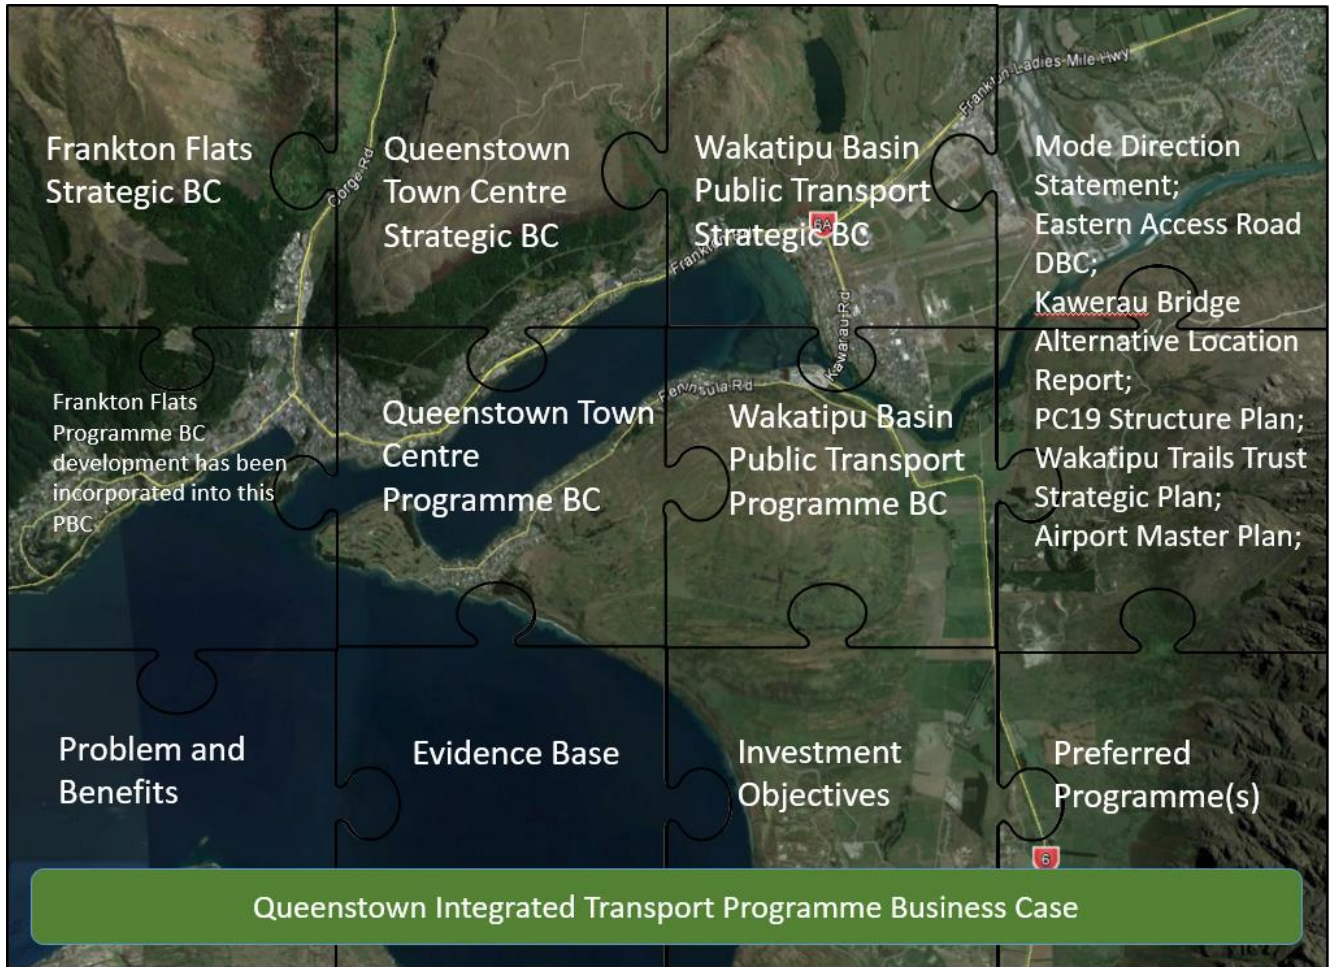 Frankton Flats
Strategic BC
Queenstown
Town Centre
Strategic BC
Wakatipu Basin
Public Transport
Strategic BC
Mode Direction
Statement;
Eastern Access Road
DBC;
Kawerau Bridge
Alternative Location
Report;
PC19 Structure Plan;
Wakatipu Trails Trust
Strategic Plan;
Airport Master Plan;
Frankton-Ladies Mile Hwy
Gorge Rd
6A
Kawarau Rd
Peninsula Rd
Frankton Flats
Programme BC
development has been
incorporated into this
PBC
Queenstown Town
Centre
Programme BC
Wakatipu Basin
Public Transport
Programme BC
Problem and
Benefits
Evidence Base
Investment
Objectives
Preferred
Programme(s)
6
Queenstown Integrated Transport Programme Business Case